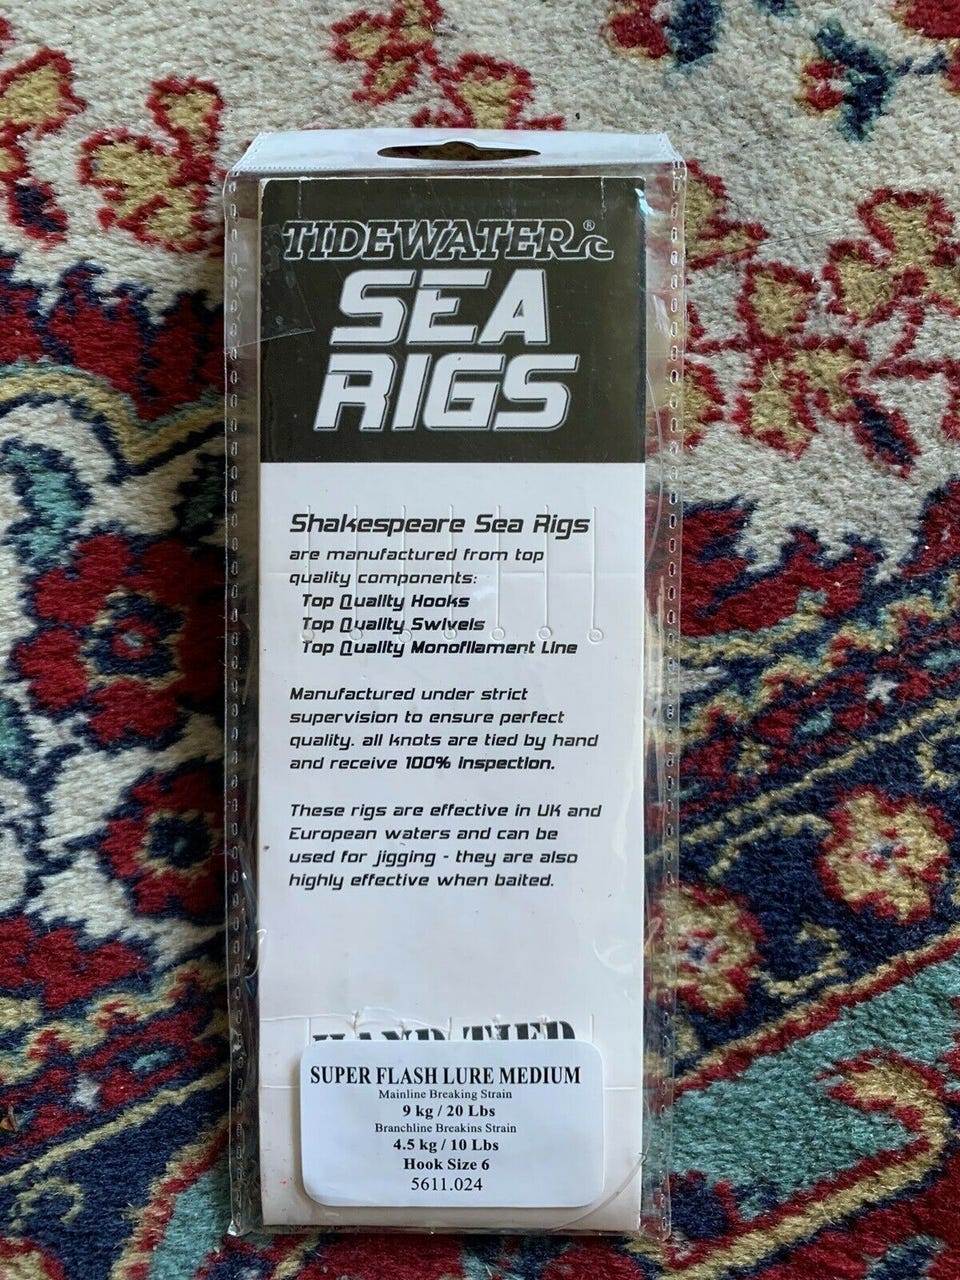 TIDEWATER®
SEA
RIGS
Shakespeare Sea Rigs
are manufactured from top
quality components:
Top Quality Hooks
Top Quality Swivels
Top Quality Monofilament Line
Manufactured under strict
supervision to ensure perfect
quality. all knots are tied by hand
and receive 100% inspection.
These rigs are effective in UK and
European waters and can be
used for jigging - they are also
highly effective when baited.
HAND TIED
SUPER FLASH LURE MEDIUM
Mainline Breaking Strain
9 kg / 20 Lbs
Branchline Breakins Strain
4.5 kg / 10 Lbs
Hook Size 6
5611.024